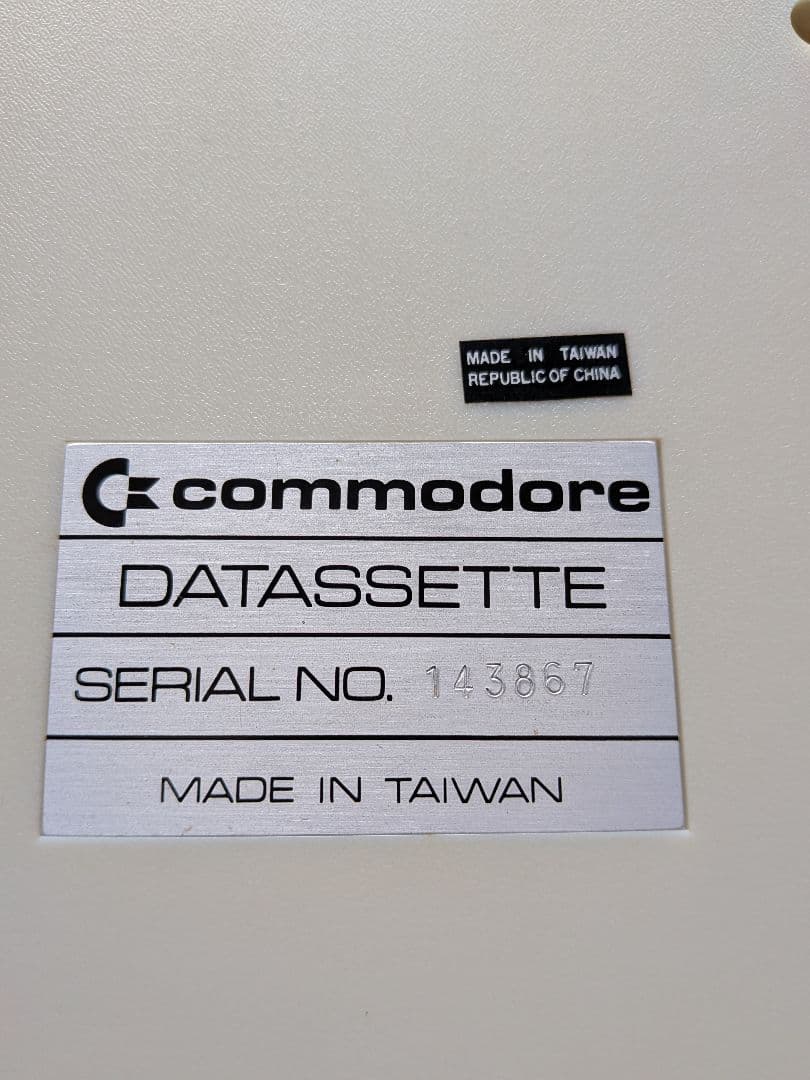 MADE IN TAIWAN
REPUBLIC OF CHINA
commodore
DATASSETTE
SERIAL NO. 143867
MADE IN TAIWAN